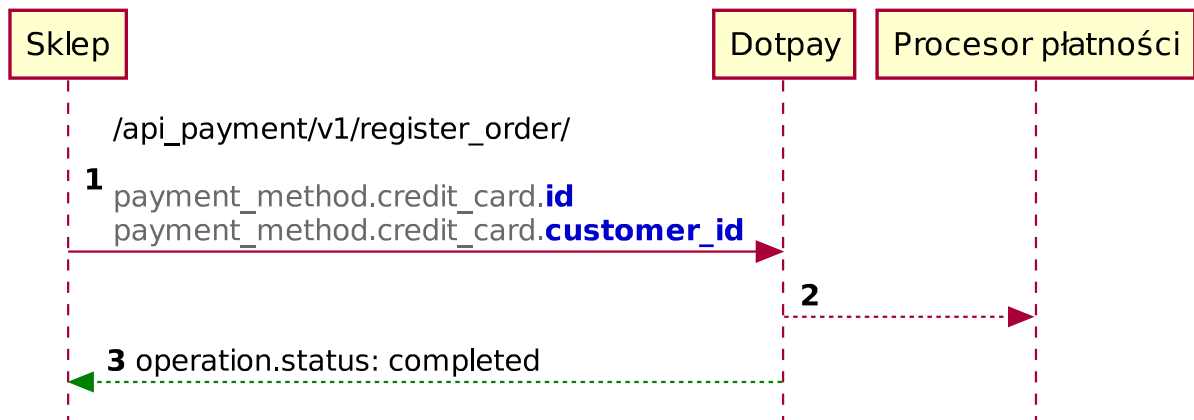 Sklep
Dotpay
Procesor płatności
/api_payment/v1/register_order/
1
payment_method.credit_card.id
payment_method.credit_card.customer_id
2
3 operation.status: completed